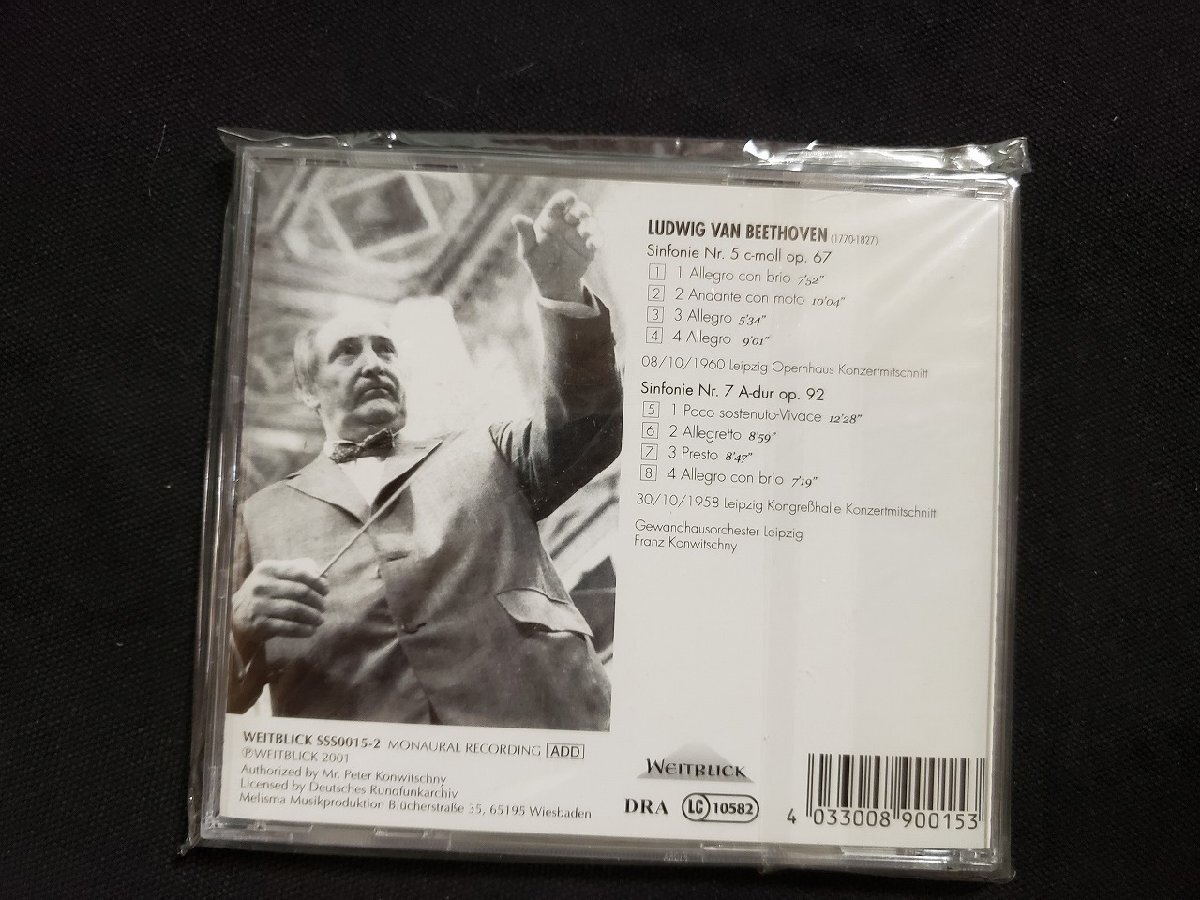 LUDWIG VAN BEETHOVEN (1770-1827)
Sinfonie Nr. 5 c-moll op. 67
1 1 Allegro con brio 7'52"
2 2 Andante con moto 10'04"
3 3 Allegro 5'34"
4 4 Allegro 9'01"
08/10/1960 Leipzig Opernhaus Konzertmitschnitt
Sinfonie Nr. 7 A-dur op. 92
5 1 Poco sostenuto-Vivace 12'28"
6 2 Allegretto 8'59"
7 3 Presto 8'47"
8 4 Allegro con brio
30/10/1958 Leipzig Kongreßhalle Konzertmitschnitt
Gewandhausorchester Leipzig
Franz Konwitschny
WEITBLICK SSS0015-2 MONAURAL RECORDING ADD
℗WEITBLICK 2001
Authorized by Mr. Peter Konwitschny
Licensed by Deutsches Rundfunkarchiv
Melisma Musikproduktion Blücherstraße 35, 65195 Wiesbaden
WEITBLICK
DRA LC 10582
4 033008 900153